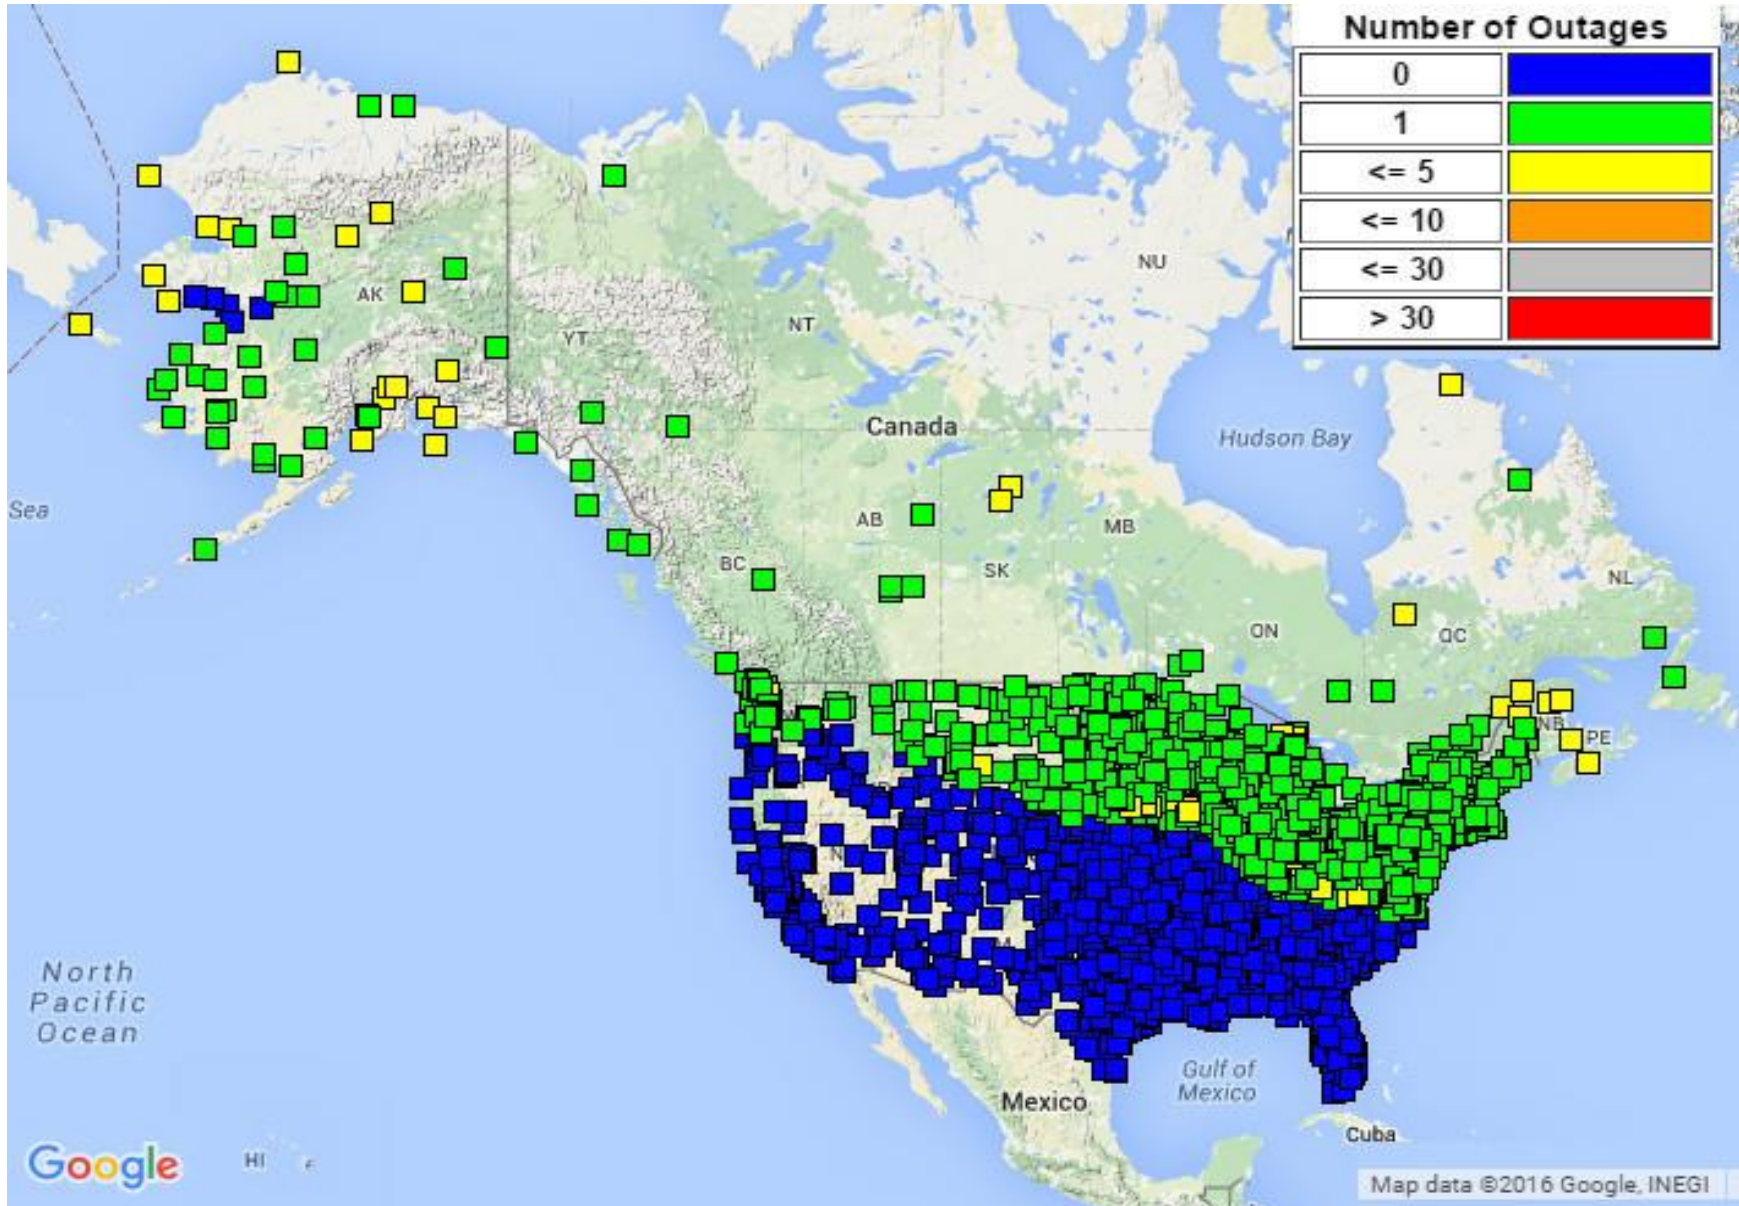 Number of Outages
0
1
<= 5
<= 10
<= 30
> 30
NU
AK
NT
YT
Canada
Hudson Bay
Sea
AB
MB
BC
SK
NL
ON
QC
NB
PE
North
Pacific
Ocean
Gulf of
Mexico
Mexico
Cuba
Google
HI
Map data ©2016 Google, INEGI